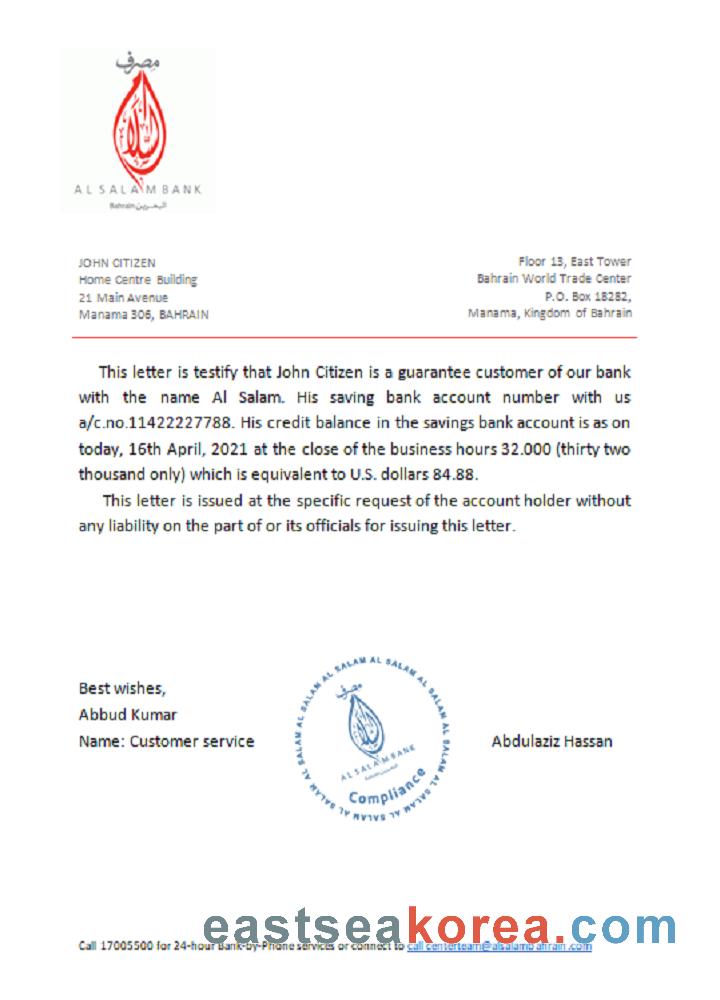 مصرف
السلام
AL SALAM BANK
Bahrain البحرين
JOHN CITIZEN
Home Centre Building
21 Main Avenue
Manama 306, BAHRAIN
Floor 13, East Tower
Bahrain World Trade Center
P.O. Box 18282,
Manama, Kingdom of Bahrain
This letter is testify that John Citizen is a guarantee customer of our bank
with the name Al Salam. His saving bank account number with us
a/c.no.11422227788. His credit balance in the savings bank account is as on
today, 16th April, 2021 at the close of the business hours 32.000 (thirty two
thousand only) which is equivalent to U.S. dollars 84.88.
This letter is issued at the specific request of the account holder without
any liability on the part of or its officials for issuing this letter.
Best wishes,
Abbud Kumar
Name: Customer service
AL SALAM AL SALAM AL SALAM AL SALAM AL SALAM AL SALAM AL SALAM
مصرف
السلام
AL SALAM BANK
Bahrain البحرين
Compliance
Abdulaziz Hassan
eastseakorea.com
Call 17005500 for 24-hour Bank-by-Phone services or connect to call centerteam@alsalambahrain.com